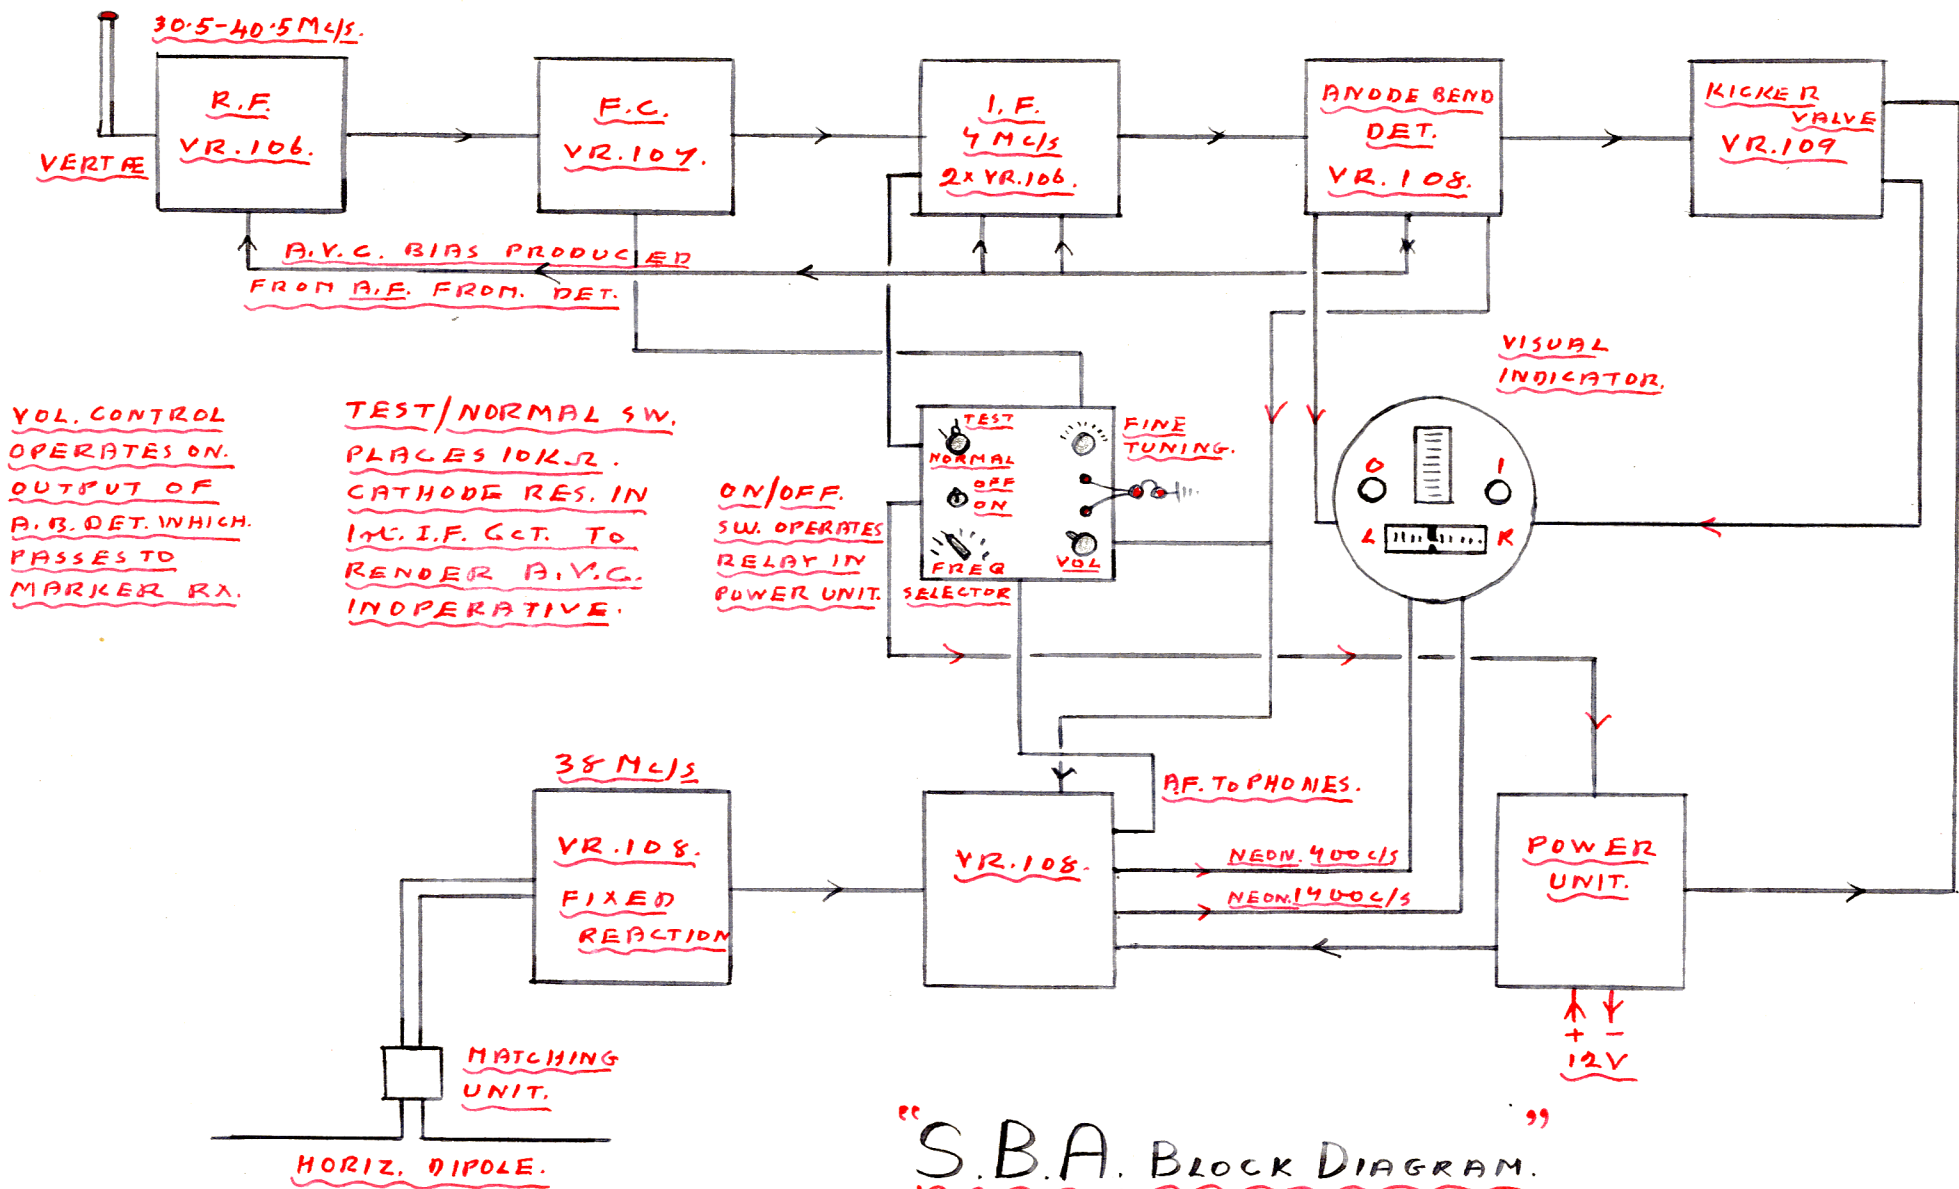 30.5-40.5 Mc/s.
R.F.
VR.106.
VERT Æ
F.C.
VR.107.
I.F.
4 Mc/s
2x VR.106.
ANODE BEND
DET.
VR.108.
KICKER
VALVE
VR.109
A.V.C. BIAS PRODUCED
FROM A.F. FROM. DET.
VISUAL
INDICATOR.
VOL. CONTROL
OPERATES ON.
OUTPUT OF
A.B. DET. WHICH.
PASSES TO
MARKER RX.
TEST/NORMAL SW.
PLACES 10KΩ.
CATHODE RES. IN
1st. I.F. CCT. TO
RENDER A.V.C.
INOPERATIVE.
ON/OFF.
SW. OPERATES
RELAY IN
POWER UNIT.
TEST
NORMAL
OFF
ON
FREQ
SELECTOR
VOL
FINE
TUNING.
O
I
L
R
38 Mc/s
VR.108.
FIXED
REACTION
VR.108.
A.F. TO PHONES.
NEON. 400 c/s
NEON. 1400 c/s
POWER
UNIT.
+ -
12V
MATCHING
UNIT.
HORIZ. DIPOLE.
"S.B.A. BLOCK DIAGRAM."